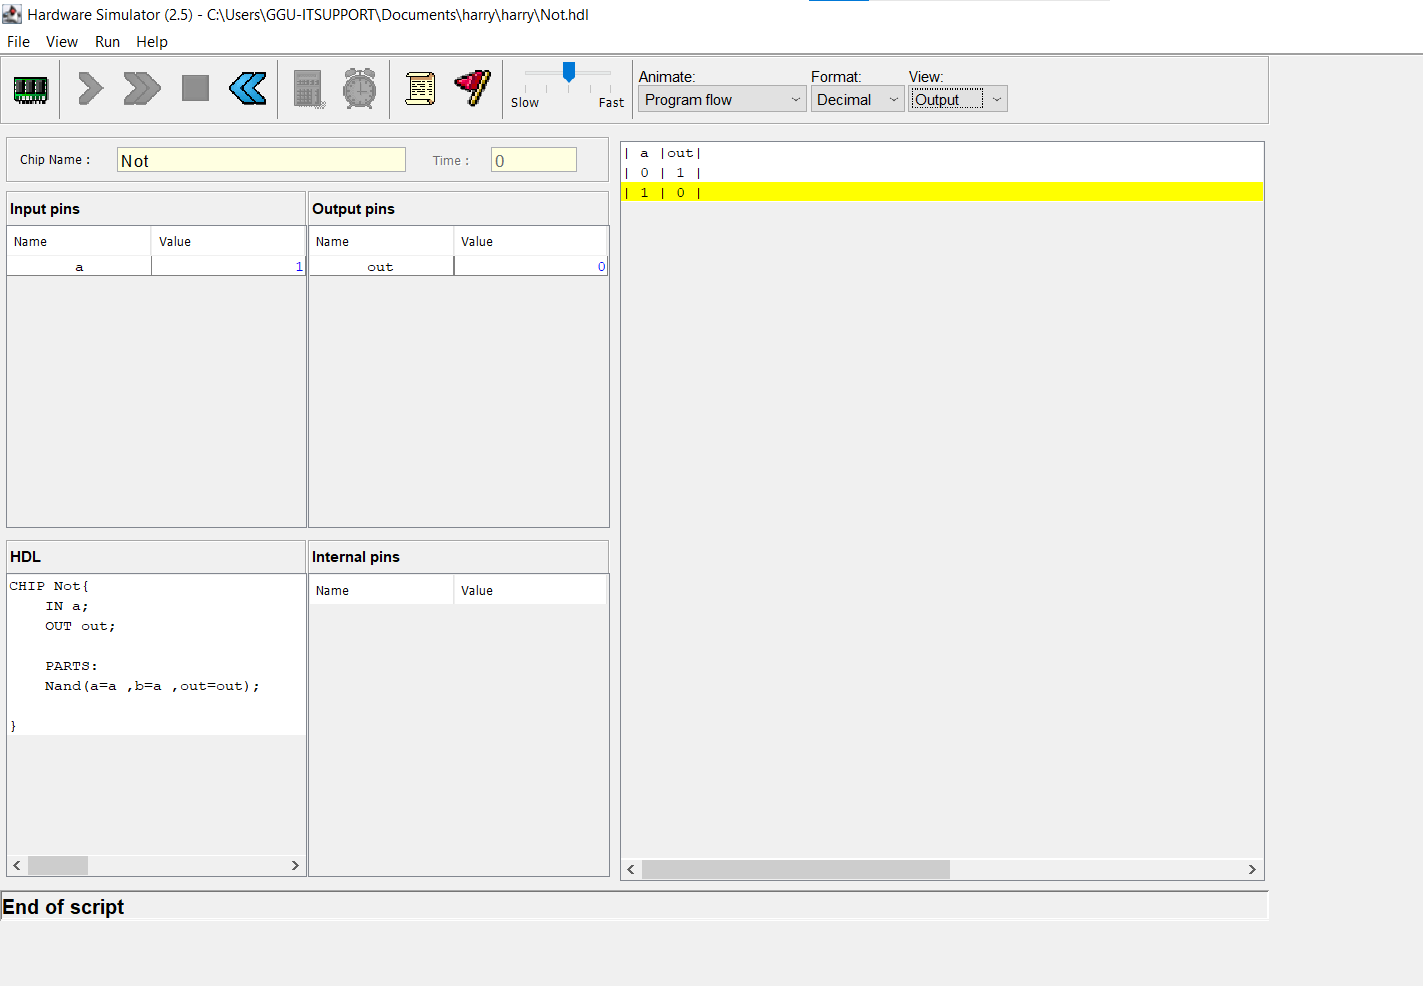 Hardware Simulator (2.5) - C:\Users\GGU-ITSUPPORT\Documents\harry\harry\Not.hdl
File View Run Help
Animate: Format: View:
Slow Fast Program flow Decimal Output
Chip Name : Not Time : 0
Input pins
Name Value
a 1
Output pins
Name Value
out 0
| a |out|
| 0 | 1 |
| 1 | 0 |
HDL
CHIP Not{
    IN a;
    OUT out;
    PARTS:
    Nand(a=a ,b=a ,out=out);
}
Internal pins
Name Value
End of script